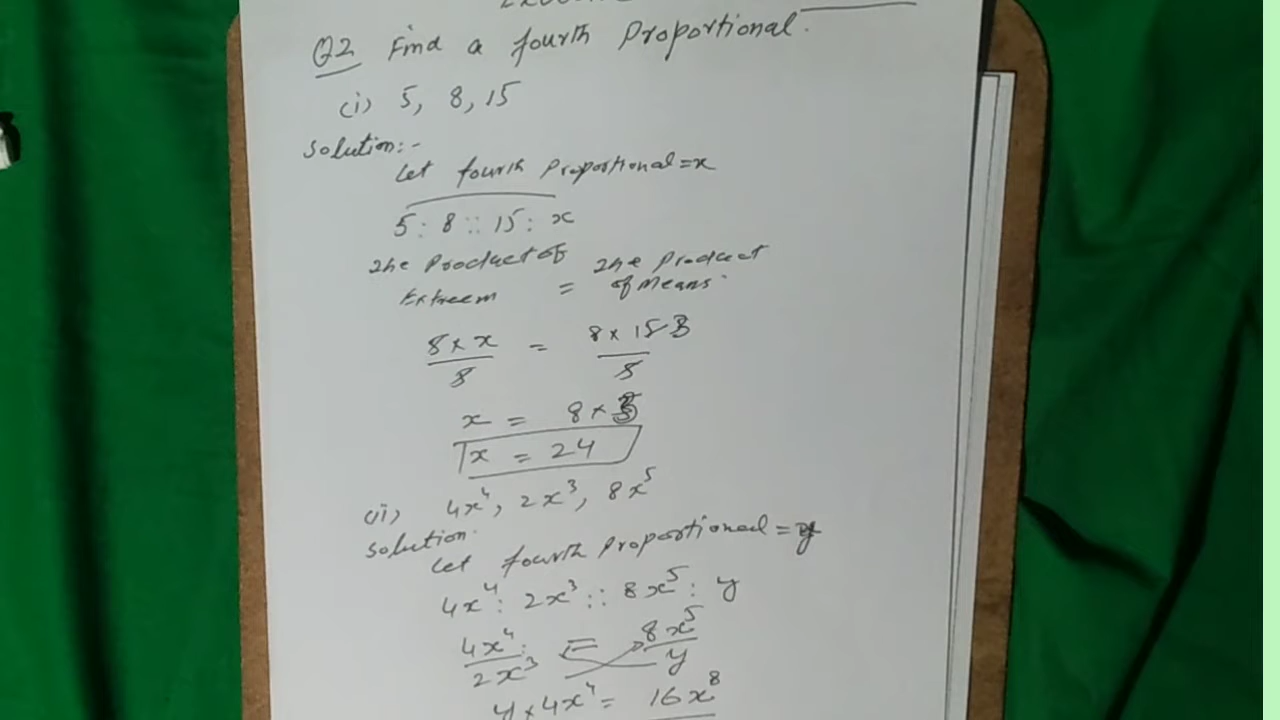 Q2 Find a fourth Proportional.
(i) 5, 8, 15
Solution:-
Let fourth Proportional = x
5 : 8 :: 15 : x
The Product of Extreem = The Product of Means
8 × x / 8 = 8 × 15 3 / 5
x = 8 × 3
x = 24
(ii) 4x⁴, 2x³, 8x⁵
Solution.
Let fourth Proportional = y
4x⁴ : 2x³ :: 8x⁵ : y
4x⁴ / 2x³ = 8x⁵ / y
y × 4x⁴ = 16x⁸